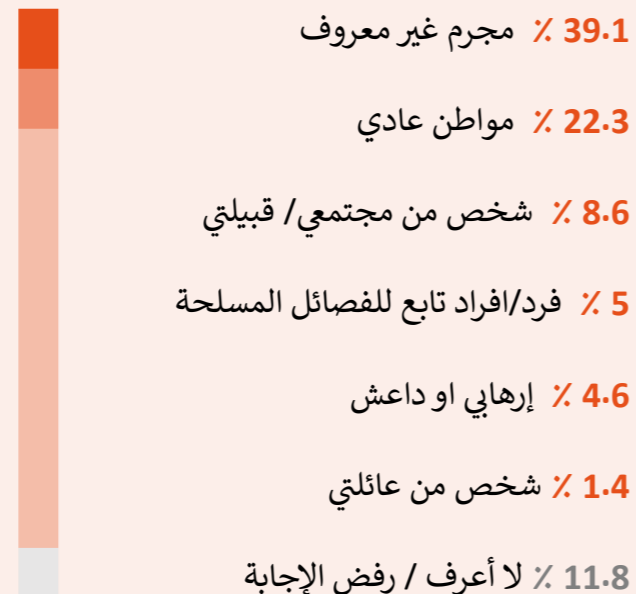 39.1 ٪ مجرم غير معروف
22.3 ٪ مواطن عادي
8.6 ٪ شخص من مجتمعي/ قبيلتي
5 ٪ فرد/افراد تابع للفصائل المسلحة
4.6 ٪ إرهابي او داعش
1.4 ٪ شخص من عائلتي
11.8 ٪ لا أعرف / رفض الإجابة